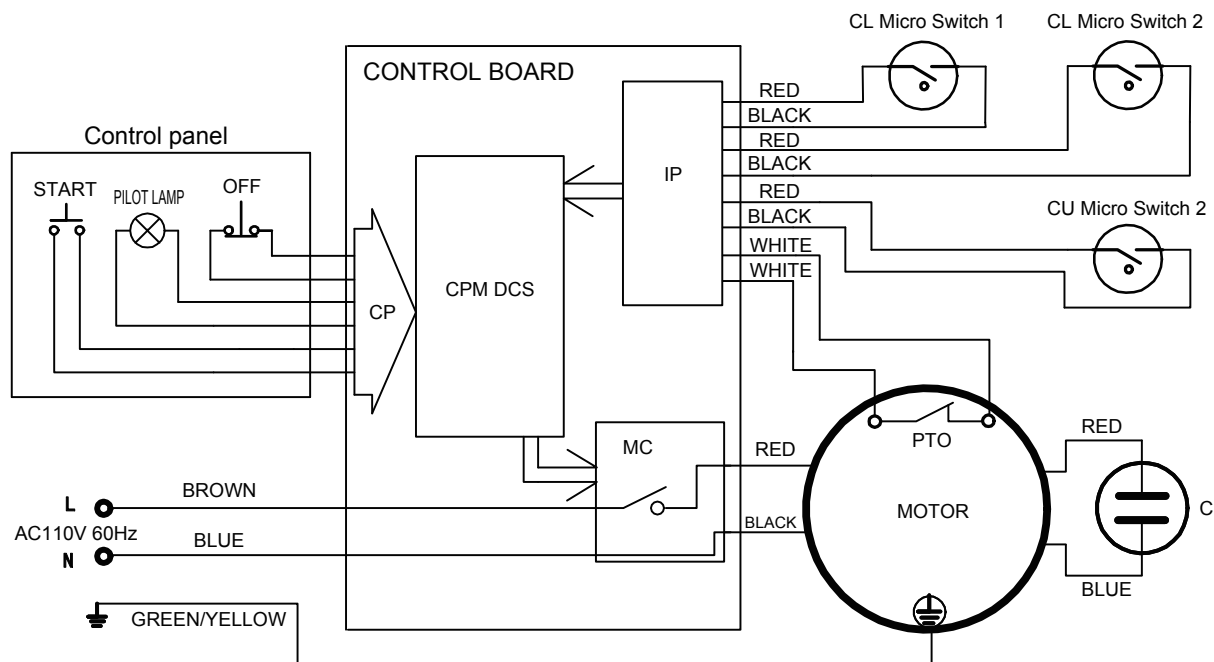 CL Micro Switch 1
CL Micro Switch 2
CONTROL BOARD
RED
BLACK
RED
BLACK
RED
BLACK
WHITE
WHITE
IP
CU Micro Switch 2
Control panel
START
PILOT LAMP
OFF
CP
CPM DCS
MC
RED
BLACK
PTO
MOTOR
RED
C
BLUE
L
BROWN
AC110V 60Hz
N
BLUE
GREEN/YELLOW